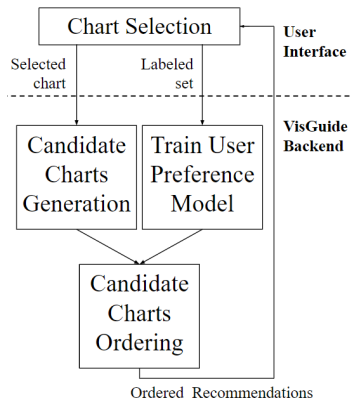 Chart Selection
User
Interface
Selected
chart
Labeled
set
VisGuide
Backend
Candidate
Charts
Generation
Train User
Preference
Model
Candidate
Charts
Ordering
Ordered Recommendations